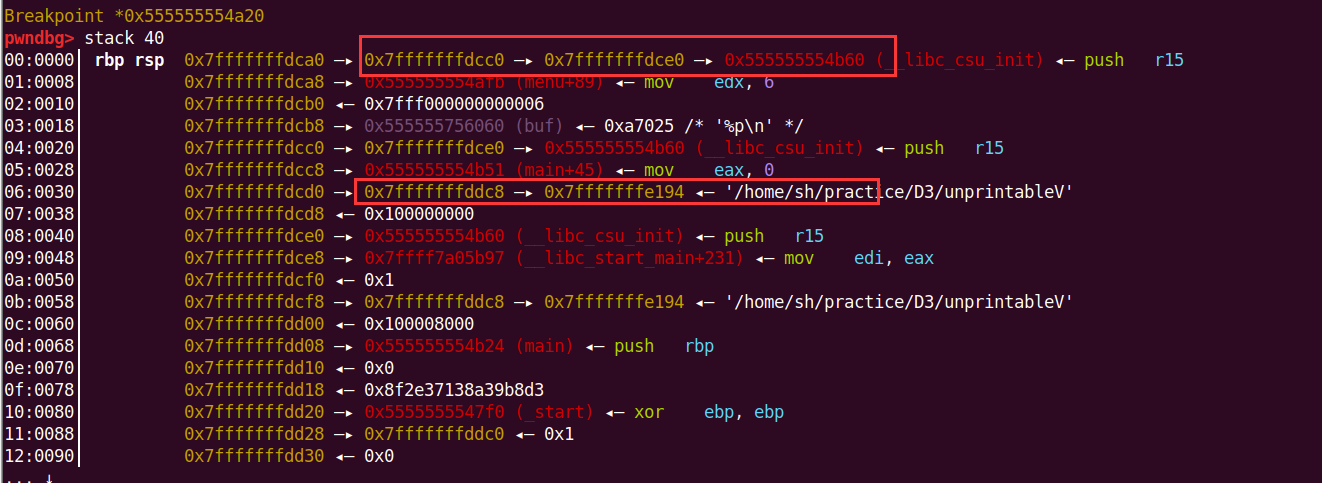 Breakpoint *0x555555554a20
pwndbg> stack 40
00:0000│ rbp rsp 0x7fffffffdca0 —▸ 0x7fffffffdcc0 —▸ 0x7fffffffdce0 —▸ 0x555555554b60 (__libc_csu_init) ◂— push r15
01:0008│ 0x7fffffffdca8 —▸ 0x555555554afb (menu+89) ◂— mov edx, 6
02:0010│ 0x7fffffffdcb0 ◂— 0x7fff000000000006
03:0018│ 0x7fffffffdcb8 —▸ 0x555555756060 (buf) ◂— 0xa7025 /* '%p\n' */
04:0020│ 0x7fffffffdcc0 —▸ 0x7fffffffdce0 —▸ 0x555555554b60 (__libc_csu_init) ◂— push r15
05:0028│ 0x7fffffffdcc8 —▸ 0x555555554b51 (main+45) ◂— mov eax, 0
06:0030│ 0x7fffffffdcd0 —▸ 0x7fffffffddc8 —▸ 0x7fffffffe194 ◂— '/home/sh/practice/D3/unprintableV'
07:0038│ 0x7fffffffdcd8 ◂— 0x100000000
08:0040│ 0x7fffffffdce0 —▸ 0x555555554b60 (__libc_csu_init) ◂— push r15
09:0048│ 0x7fffffffdce8 —▸ 0x7ffff7a05b97 (__libc_start_main+231) ◂— mov edi, eax
0a:0050│ 0x7fffffffdcf0 ◂— 0x1
0b:0058│ 0x7fffffffdcf8 —▸ 0x7fffffffddc8 —▸ 0x7fffffffe194 ◂— '/home/sh/practice/D3/unprintableV'
0c:0060│ 0x7fffffffdd00 ◂— 0x100008000
0d:0068│ 0x7fffffffdd08 —▸ 0x555555554b24 (main) ◂— push rbp
0e:0070│ 0x7fffffffdd10 ◂— 0x0
0f:0078│ 0x7fffffffdd18 ◂— 0x8f2e37138a39b8d3
10:0080│ 0x7fffffffdd20 —▸ 0x5555555547f0 (_start) ◂— xor ebp, ebp
11:0088│ 0x7fffffffdd28 —▸ 0x7fffffffddc0 ◂— 0x1
12:0090│ 0x7fffffffdd30 ◂— 0x0
... ↓